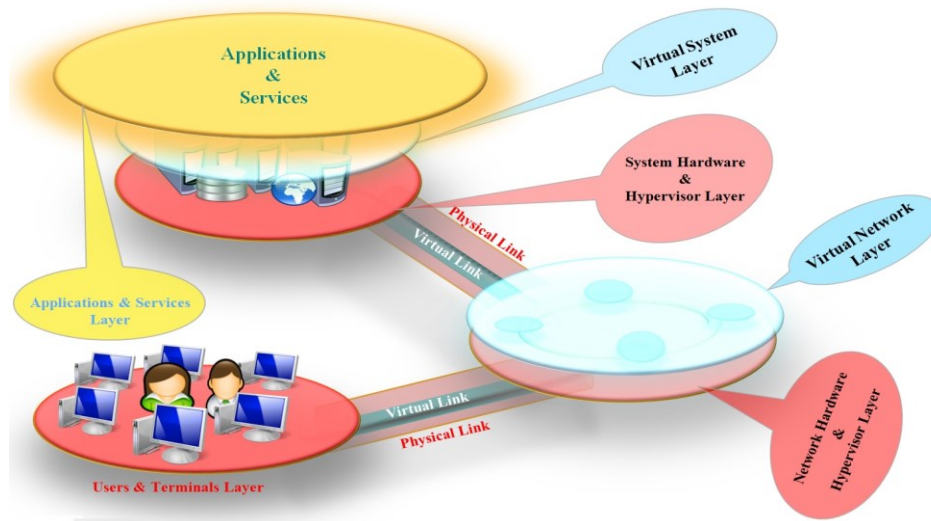 Applications
&
Services
Virtual System
Layer
System Hardware
&
Hypervisor Layer
Physical Link
Virtual Link
Virtual Network
Layer
Applications & Services
Layer
Virtual Link
Physical Link
Network Hardware
&
Hypervisor Layer
Users & Terminals Layer